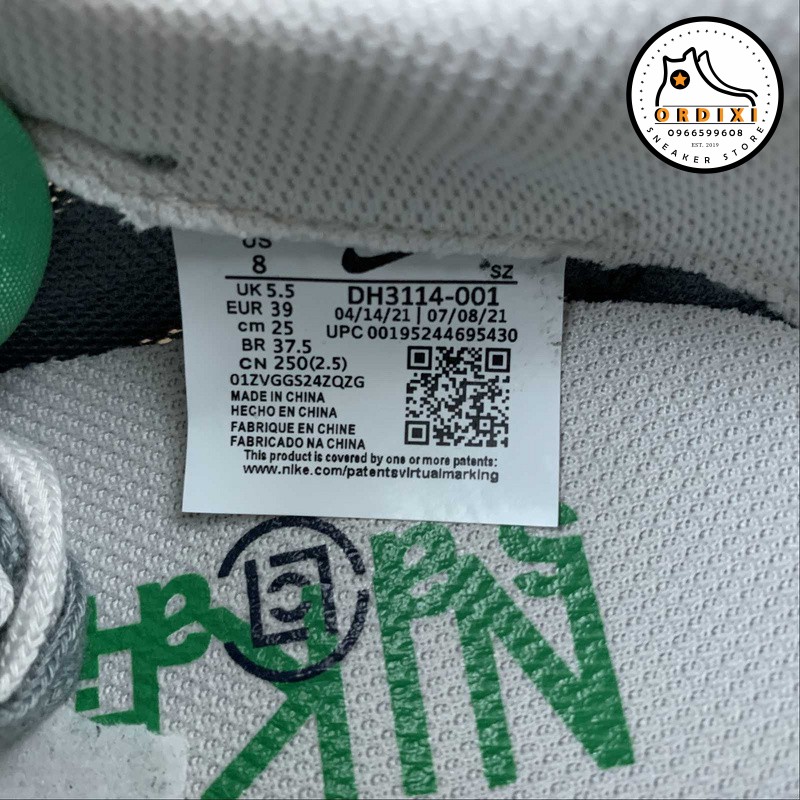 ORDIXI
0966599608
EST. 2019
SNEAKER STORE
US
8
SZ
UK 5.5
EUR 39
cm 25
BR 37.5
CN 250(2.5)
DH3114-001
04/14/21 | 07/08/21
UPC 00195244695430
01ZVGGS24ZQZG
MADE IN CHINA
HECHO EN CHINA
FABRIQUE EN CHINE
FABRICADO NA CHINA
This product is covered by one or more patents:
www.nike.com/patentsvirtualmarking